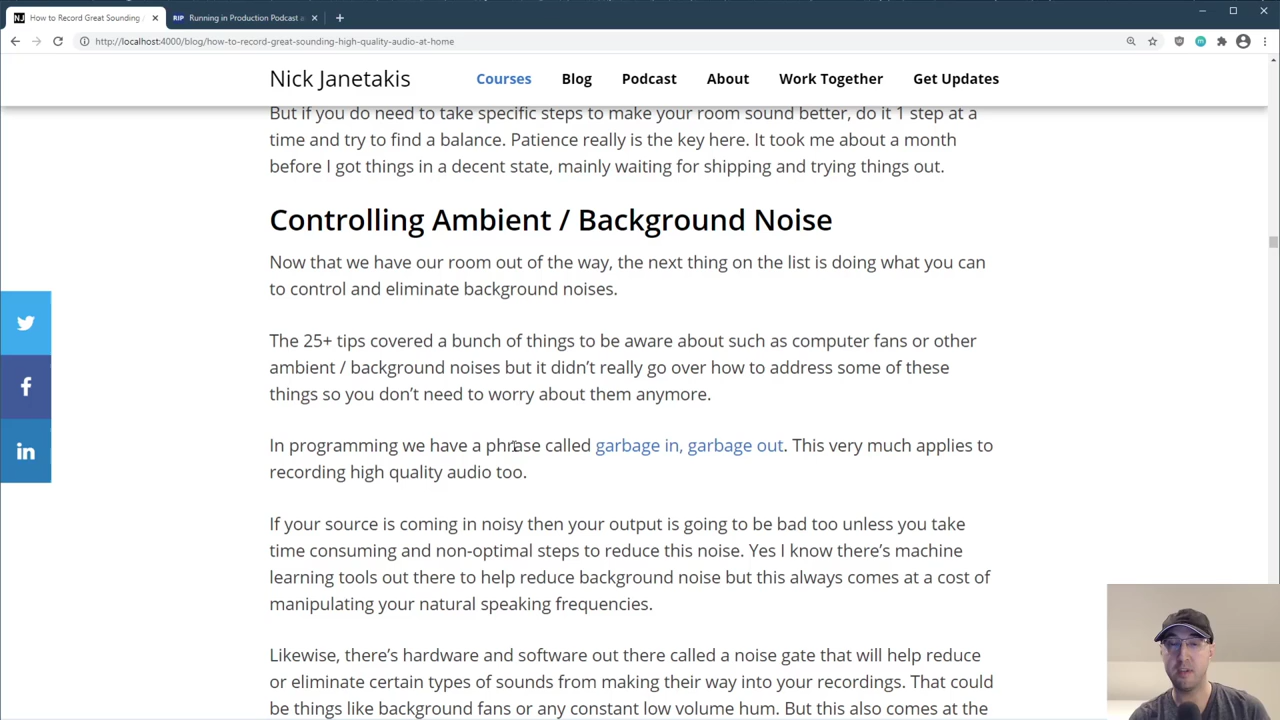 How to Record Great Sounding
Running in Production Podcast a
http://localhost:4000/blog/how-to-record-great-sounding-high-quality-audio-at-home
Nick Janetakis
Courses
Blog
Podcast
About
Work Together
Get Updates
But if you do need to take specific steps to make your room sound better, do it 1 step at a
time and try to find a balance. Patience really is the key here. It took me about a month
before I got things in a decent state, mainly waiting for shipping and trying things out.
Controlling Ambient / Background Noise
Now that we have our room out of the way, the next thing on the list is doing what you can
to control and eliminate background noises.
The 25+ tips covered a bunch of things to be aware about such as computer fans or other
ambient / background noises but it didn’t really go over how to address some of these
things so you don’t need to worry about them anymore.
In programming we have a phrase called garbage in, garbage out. This very much applies to
recording high quality audio too.
If your source is coming in noisy then your output is going to be bad too unless you take
time consuming and non-optimal steps to reduce this noise. Yes I know there’s machine
learning tools out there to help reduce background noise but this always comes at a cost of
manipulating your natural speaking frequencies.
Likewise, there’s hardware and software out there called a noise gate that will help reduce
or eliminate certain types of sounds from making their way into your recordings. That could
be things like background fans or any constant low volume hum. But this also comes at the